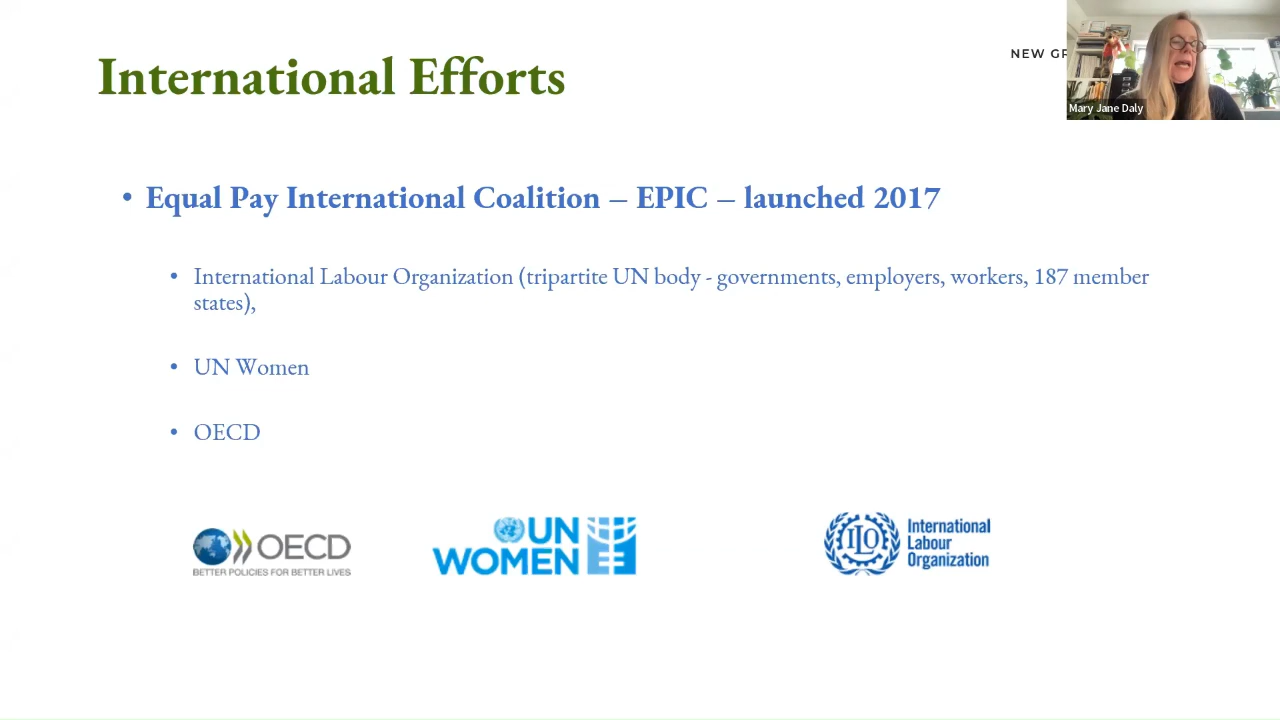 International Efforts
NEW GR
Mary Jane Daly
• Equal Pay International Coalition – EPIC – launched 2017
• International Labour Organization (tripartite UN body - governments, employers, workers, 187 member
states),
• UN Women
• OECD
OECD
BETTER POLICIES FOR BETTER LIVES
UN
WOMEN
ILO
International
Labour
Organization